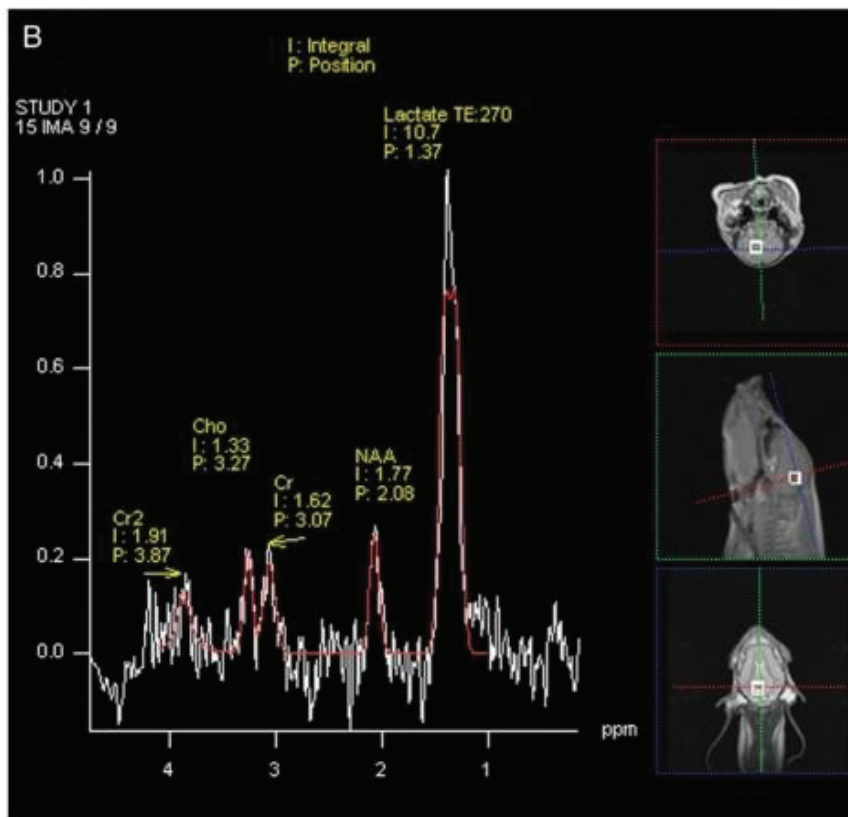 B
I : Integral
P: Position
STUDY 1
15 IMA 9 / 9
Lactate TE:270
I : 10.7
P: 1.37
1.0
0.8
0.6
0.4
0.2
0.0
Cho
I : 1.33
P: 3.27
Cr
I : 1.62
P: 3.07
NAA
I : 1.77
P: 2.08
Cr2
I : 1.91
P: 3.87
ppm
4
3
2
1